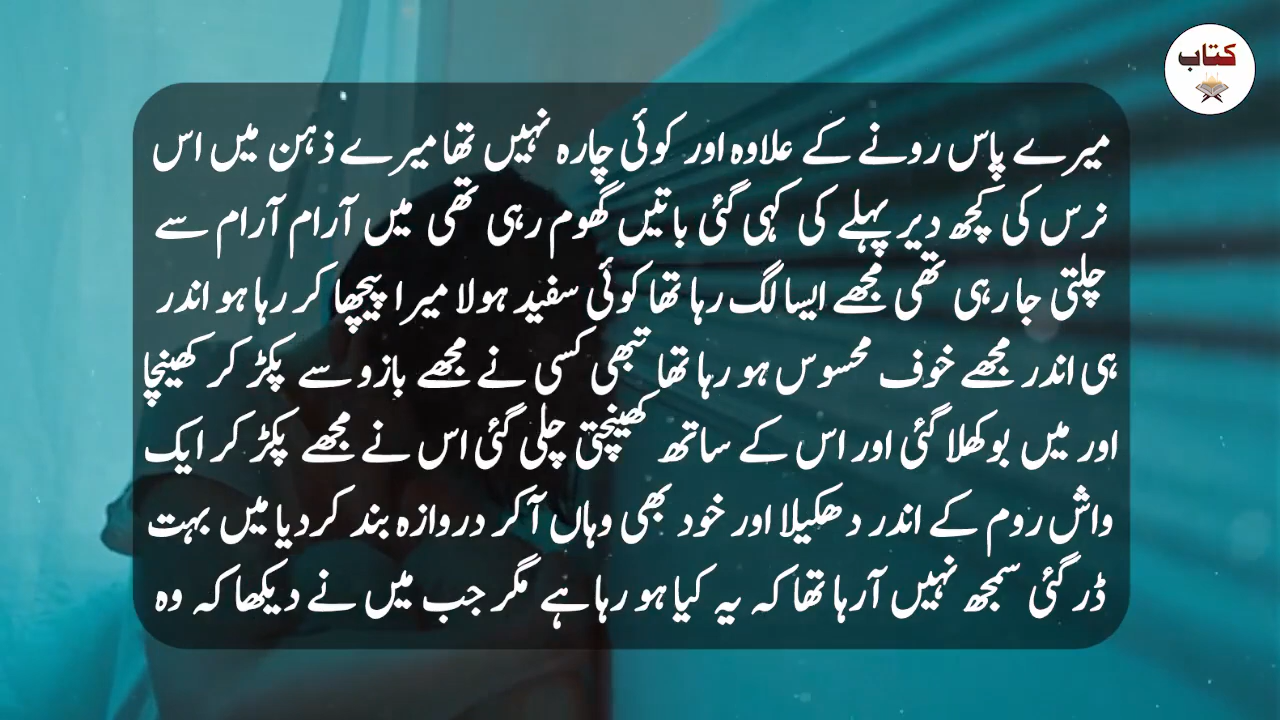 کتاب
میرے پاس رونے کے علاوہ اور کوئی چارہ نہیں تھا میرے ذہن میں اس
نرس کی کچھ دیر پہلے کی کہی گئی باتیں گھوم رہی تھی میں آرام آرام سے
چلتی جا رہی تھی مجھے ایسا لگ رہا تھا کوئی سفید ہولا میرا پیچھا کر رہا ہو اندر
ہی اندر مجھے خوف محسوس ہو رہا تھا تبھی کسی نے مجھے بازو سے پکڑ کر کھینچا
اور میں بوکھلا گئی اور اس کے ساتھ کھینچتی چلی گئی اس نے مجھے پکڑ کر ایک
واش روم کے اندر دھکیلا اور خود بھی وہاں آکر دروازہ بند کردیا میں بہت
ڈر گئی سمجھ نہیں آرہا تھا کہ یہ کیا ہو رہا ہے مگر جب میں نے دیکھا کہ وہ